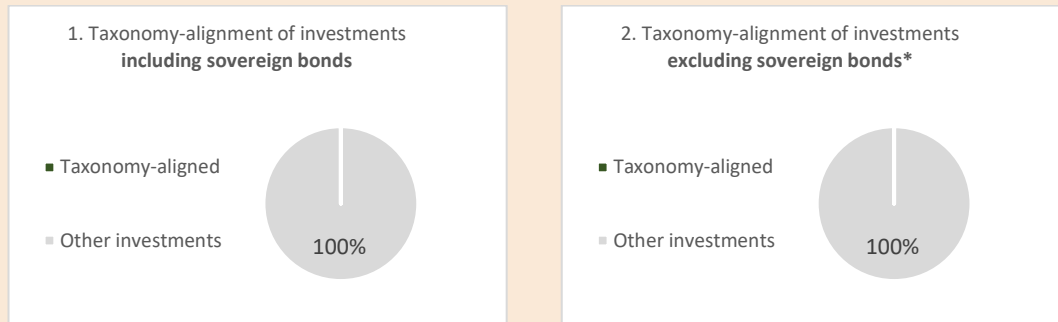 1. Taxonomy-alignment of investments
including sovereign bonds
Taxonomy-aligned
Other investments
100%
2. Taxonomy-alignment of investments
excluding sovereign bonds*
Taxonomy-aligned
Other investments
100%